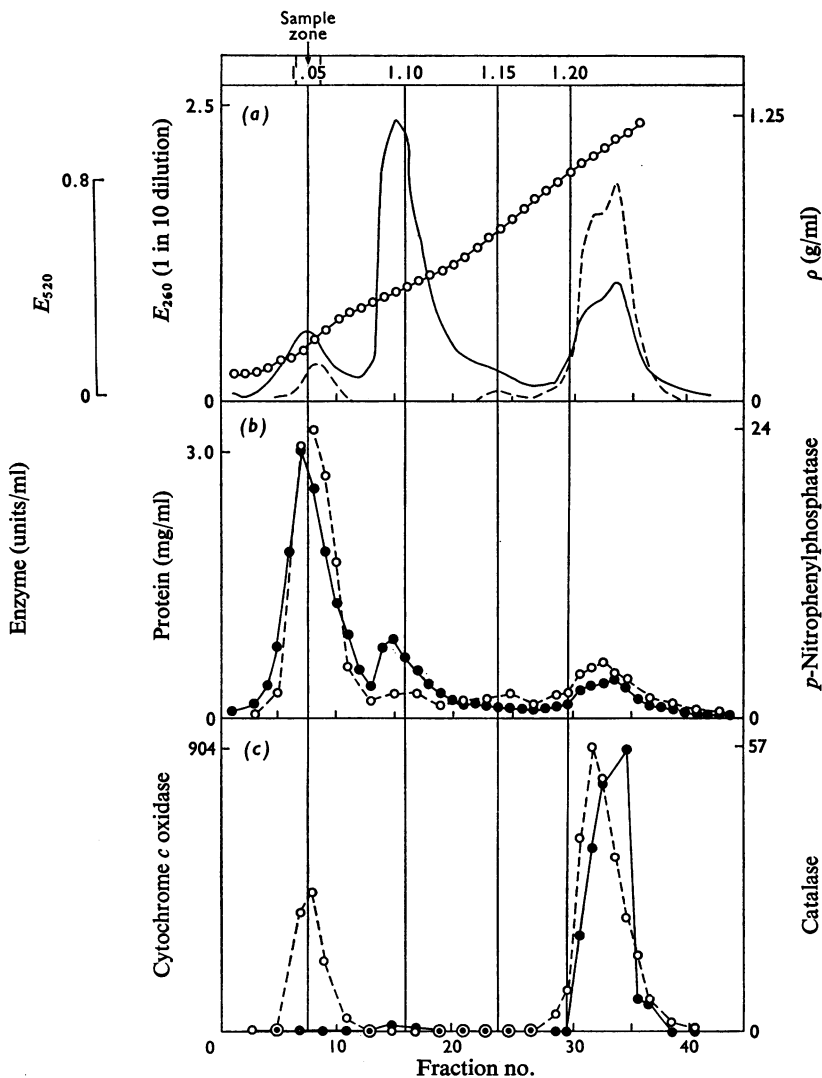 Sample
zone
1.05 1.10 1.15 1.20
(a)
2.5
0
E260 (1 in 10 dilution)
0.8
0
E520
1.25
0
ρ (g/ml)
(b)
3.0
0
Protein (mg/ml)
Enzyme (units/ml)
24
0
p-Nitrophenylphosphatase
(c)
904
Cytochrome c oxidase
57
0
Catalase
0 10 20 30 40
Fraction no.